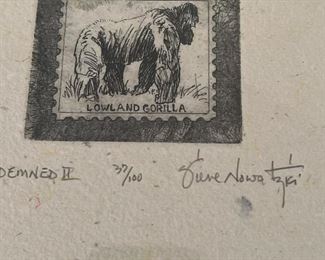 LOWLAND GORILLA
DEMNED II 37/100 Steve Nowatzki